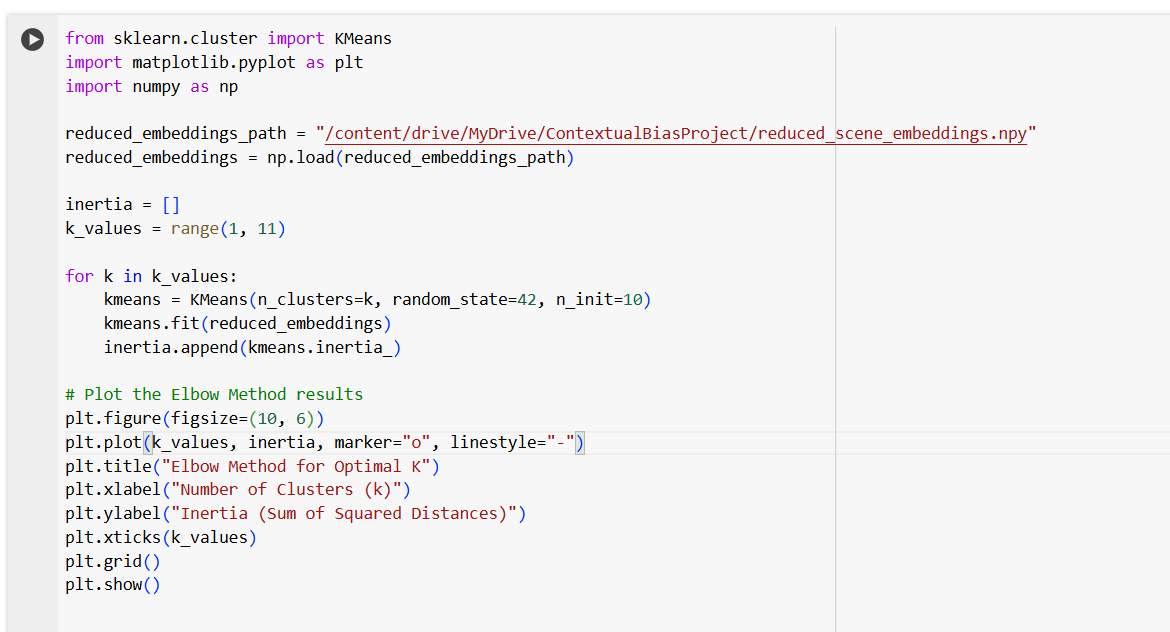 from sklearn.cluster import KMeans
import matplotlib.pyplot as plt
import numpy as np

reduced_embeddings_path = "/content/drive/MyDrive/ContextualBiasProject/reduced_scene_embeddings.npy"
reduced_embeddings = np.load(reduced_embeddings_path)

inertia = []
k_values = range(1, 11)

for k in k_values:
    kmeans = KMeans(n_clusters=k, random_state=42, n_init=10)
    kmeans.fit(reduced_embeddings)
    inertia.append(kmeans.inertia_)

# Plot the Elbow Method results
plt.figure(figsize=(10, 6))
plt.plot(k_values, inertia, marker="o", linestyle="-")
plt.title("Elbow Method for Optimal K")
plt.xlabel("Number of Clusters (k)")
plt.ylabel("Inertia (Sum of Squared Distances)")
plt.xticks(k_values)
plt.grid()
plt.show()